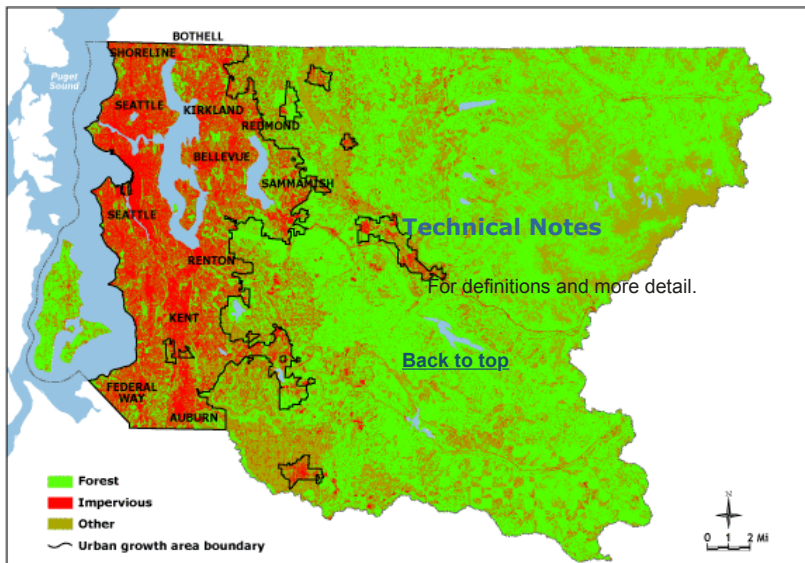 BOTHELL
SHORELINE
Puget
Sound
SEATTLE
KIRKLAND
REDMOND
BELLEVUE
SAMMAMISH
SEATTLE
Technical Notes
RENTON
For definitions and more detail.
KENT
Back to top
FEDERAL
WAY
AUBURN
Forest
Impervious
Other
Urban growth area boundary
N
0 1 2 Mi